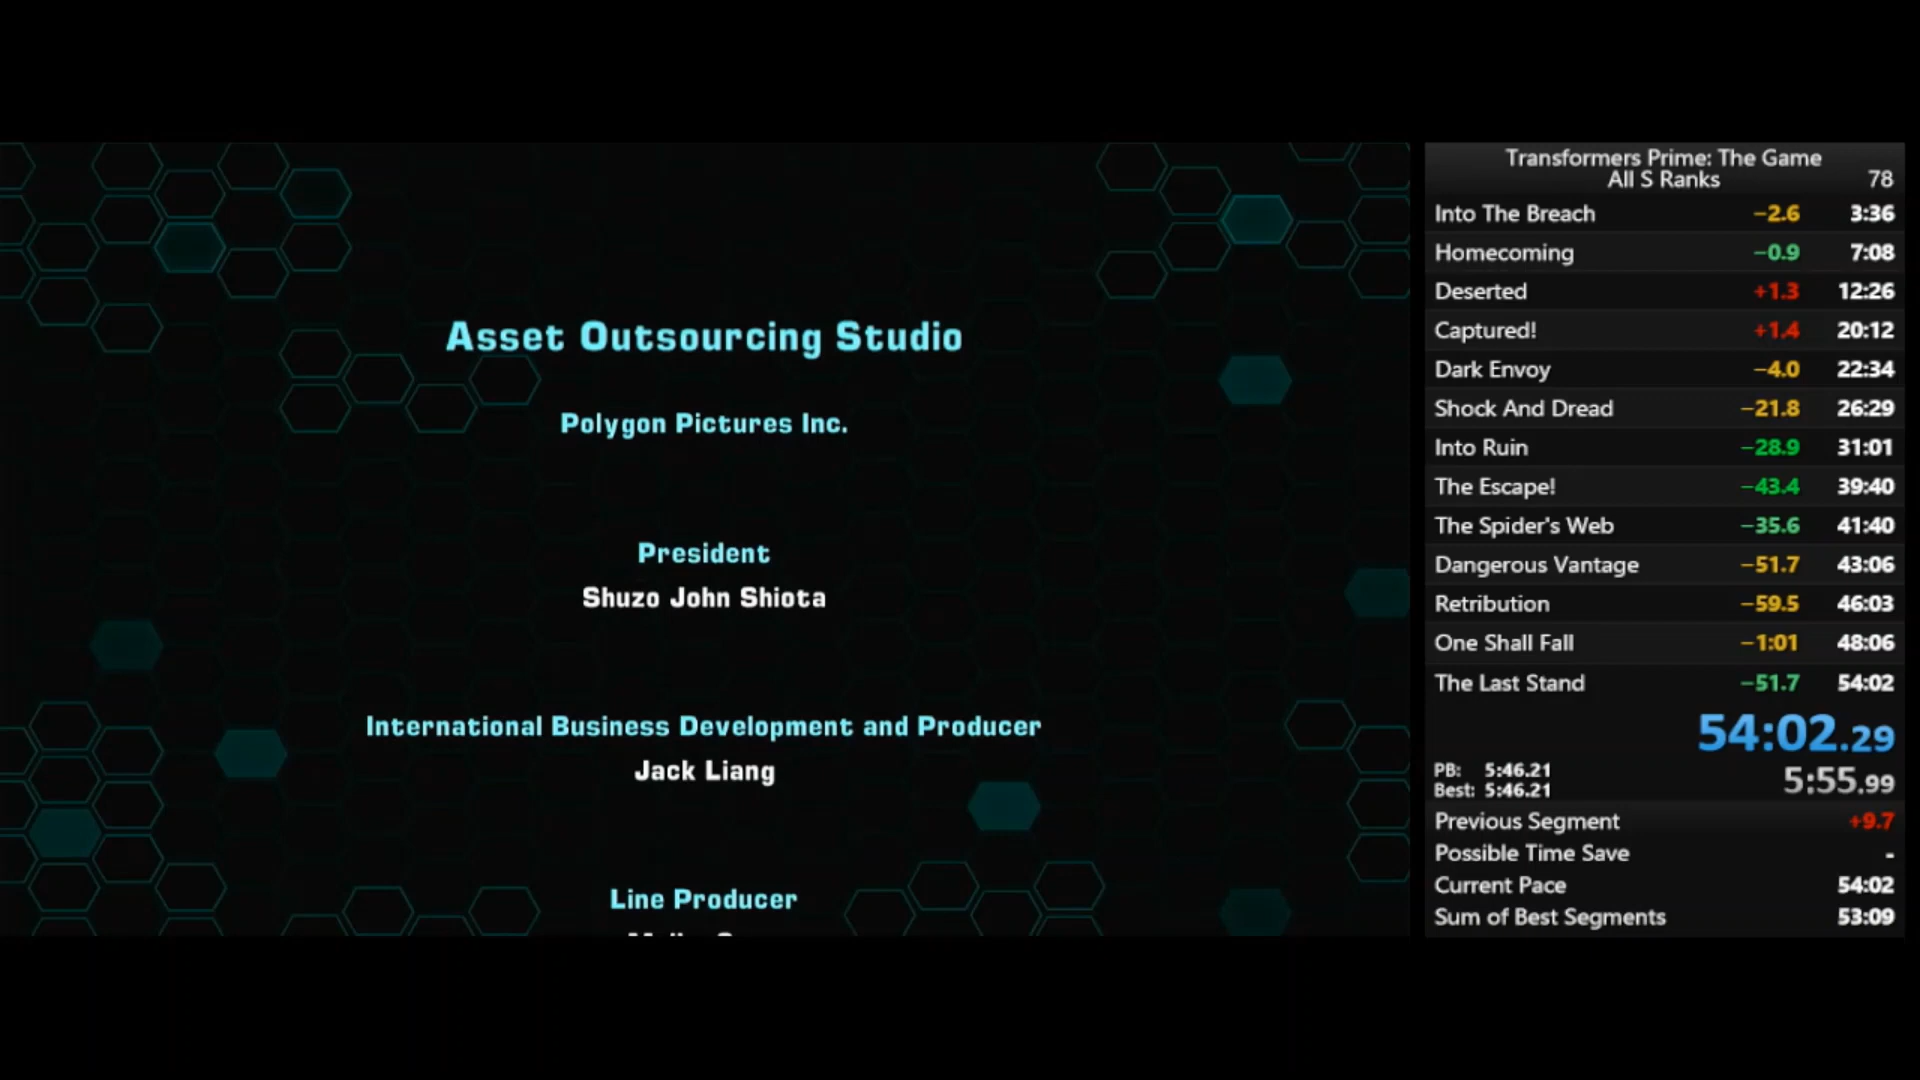 Asset Outsourcing Studio
Polygon Pictures Inc.
President
Shuzo John Shiota
International Business Development and Producer
Jack Liang
Line Producer
Transformers Prime: The Game
All S Ranks 78
Into The Breach −2.6 3:36
Homecoming −0.9 7:08
Deserted +1.3 12:26
Captured! +1.4 20:12
Dark Envoy −4.0 22:34
Shock And Dread −21.8 26:29
Into Ruin −28.9 31:01
The Escape! −43.4 39:40
The Spider's Web −35.6 41:40
Dangerous Vantage −51.7 43:06
Retribution −59.5 46:03
One Shall Fall −1:01 48:06
The Last Stand −51.7 54:02
54:02.29
PB: 5:46.21
Best: 5:46.21
5:55.99
Previous Segment +9.7
Possible Time Save -
Current Pace 54:02
Sum of Best Segments 53:09